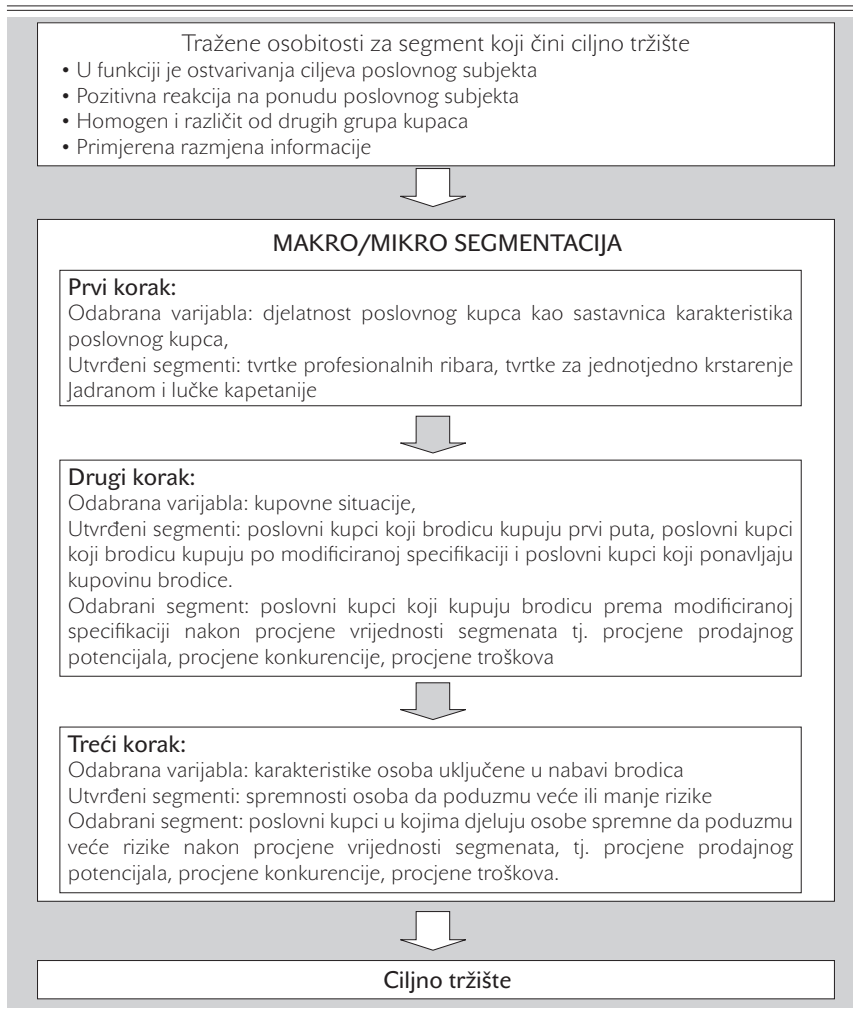 Tražene osobitosti za segment koji čini ciljno tržište
• U funkciji je ostvarivanja ciljeva poslovnog subjekta
• Pozitivna reakcija na ponudu poslovnog subjekta
• Homogen i različit od drugih grupa kupaca
• Primjerena razmjena informacije
MAKRO/MIKRO SEGMENTACIJA
Prvi korak:
Odabrana varijabla: djelatnost poslovnog kupca kao sastavnica karakteristika
poslovnog kupca,
Utvrđeni segmenti: tvrtke profesionalnih ribara, tvrtke za jednotjedno krstarenje
Jadranom i lučke kapetanije
Drugi korak:
Odabrana varijabla: kupovne situacije,
Utvrđeni segmenti: poslovni kupci koji brodicu kupuju prvi puta, poslovni kupci
koji brodicu kupuju po modificiranoj specifikaciji i poslovni kupci koji ponavljaju
kupovinu brodice.
Odabrani segment: poslovni kupci koji kupuju brodicu prema modificiranoj
specifikaciji nakon procjene vrijednosti segmenata tj. procjene prodajnog
potencijala, procjene konkurencije, procjene troškova
Treći korak:
Odabrana varijabla: karakteristike osoba uključene u nabavi brodica
Utvrđeni segmenti: spremnosti osoba da poduzmu veće ili manje rizike
Odabrani segment: poslovni kupci u kojima djeluju osobe spremne da poduzmu
veće rizike nakon procjene vrijednosti segmenata, tj. procjene prodajnog
potencijala, procjene konkurencije, procjene troškova.
Ciljno tržište